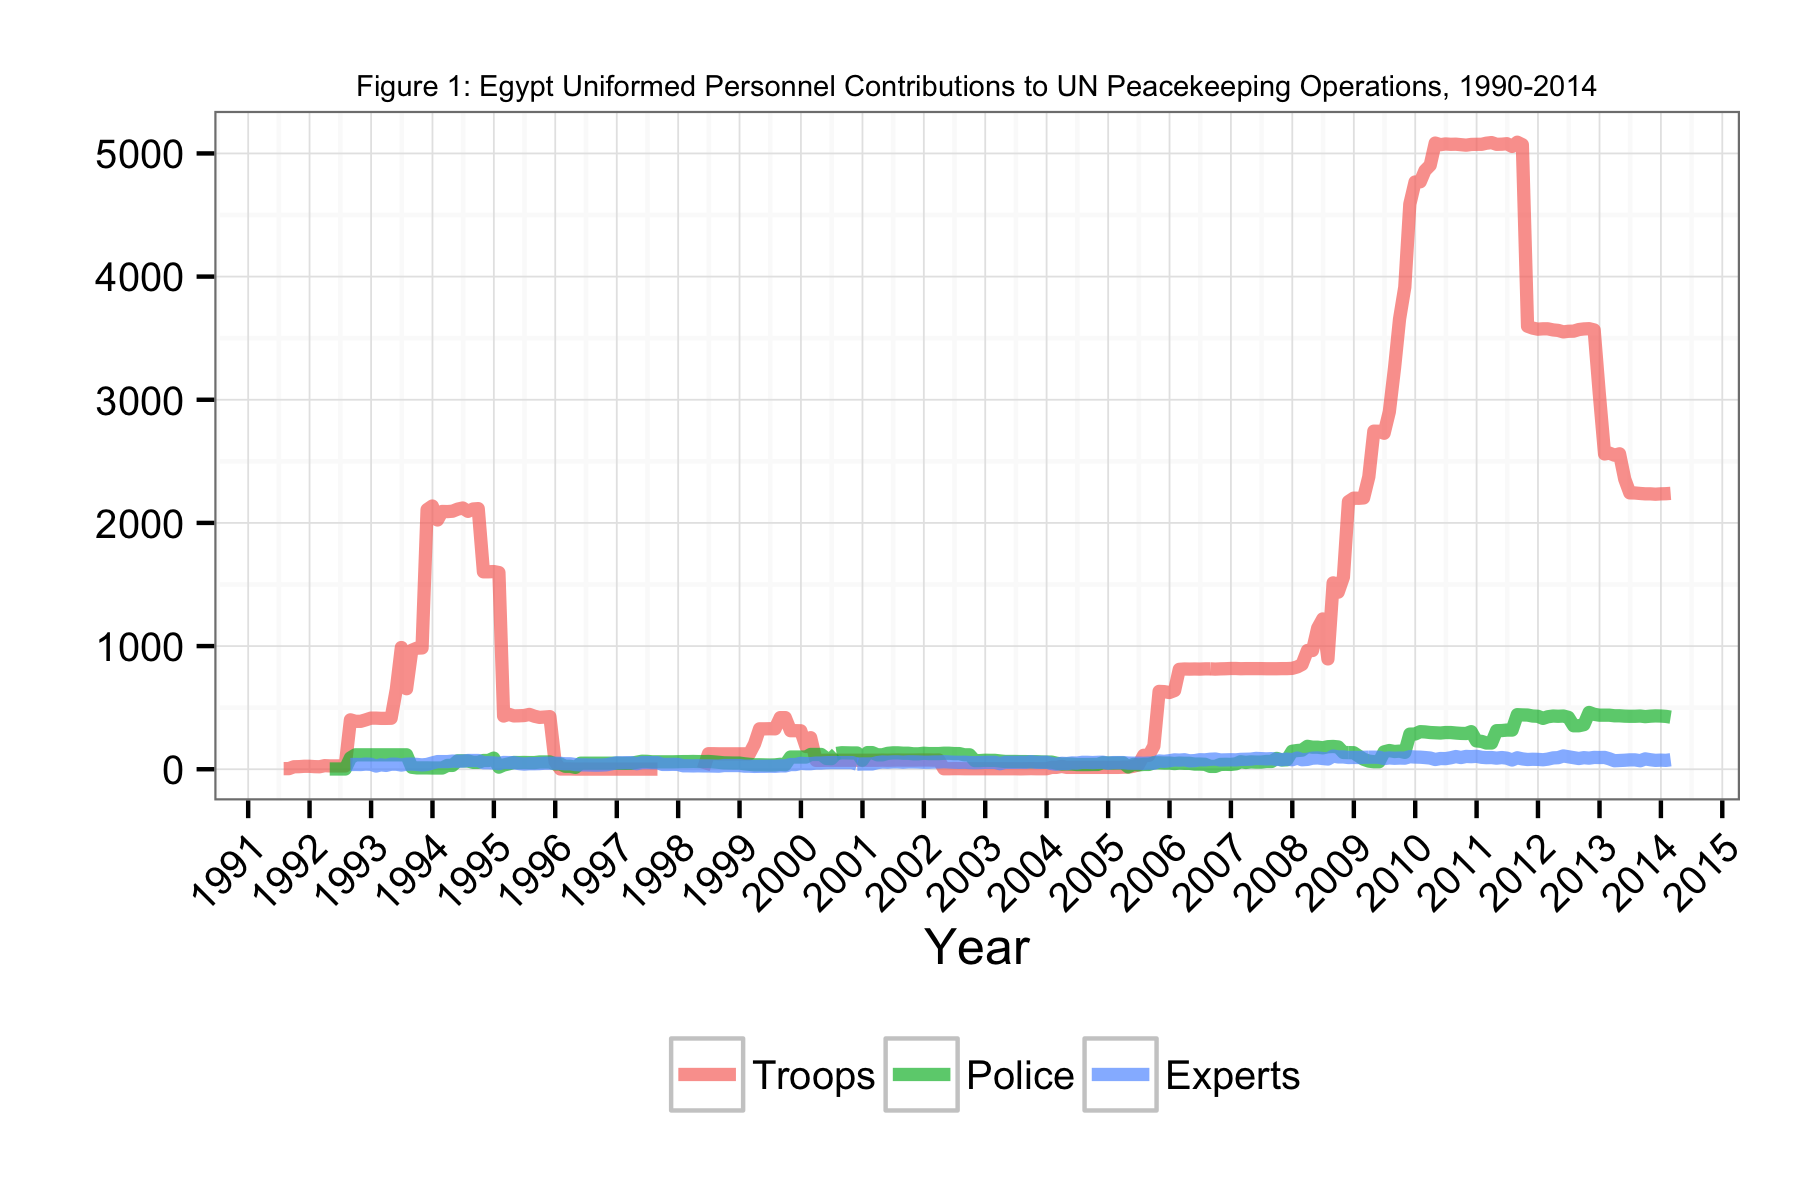 Figure 1: Egypt Uniformed Personnel Contributions to UN Peacekeeping Operations, 1990-2014
5000
4000
3000
2000
1000
0
1991 1992 1993 1994 1995 1996 1997 1998 1999 2000 2001 2002 2003 2004 2005 2006 2007 2008 2009 2010 2011 2012 2013 2014 2015
Year
Troops Police Experts